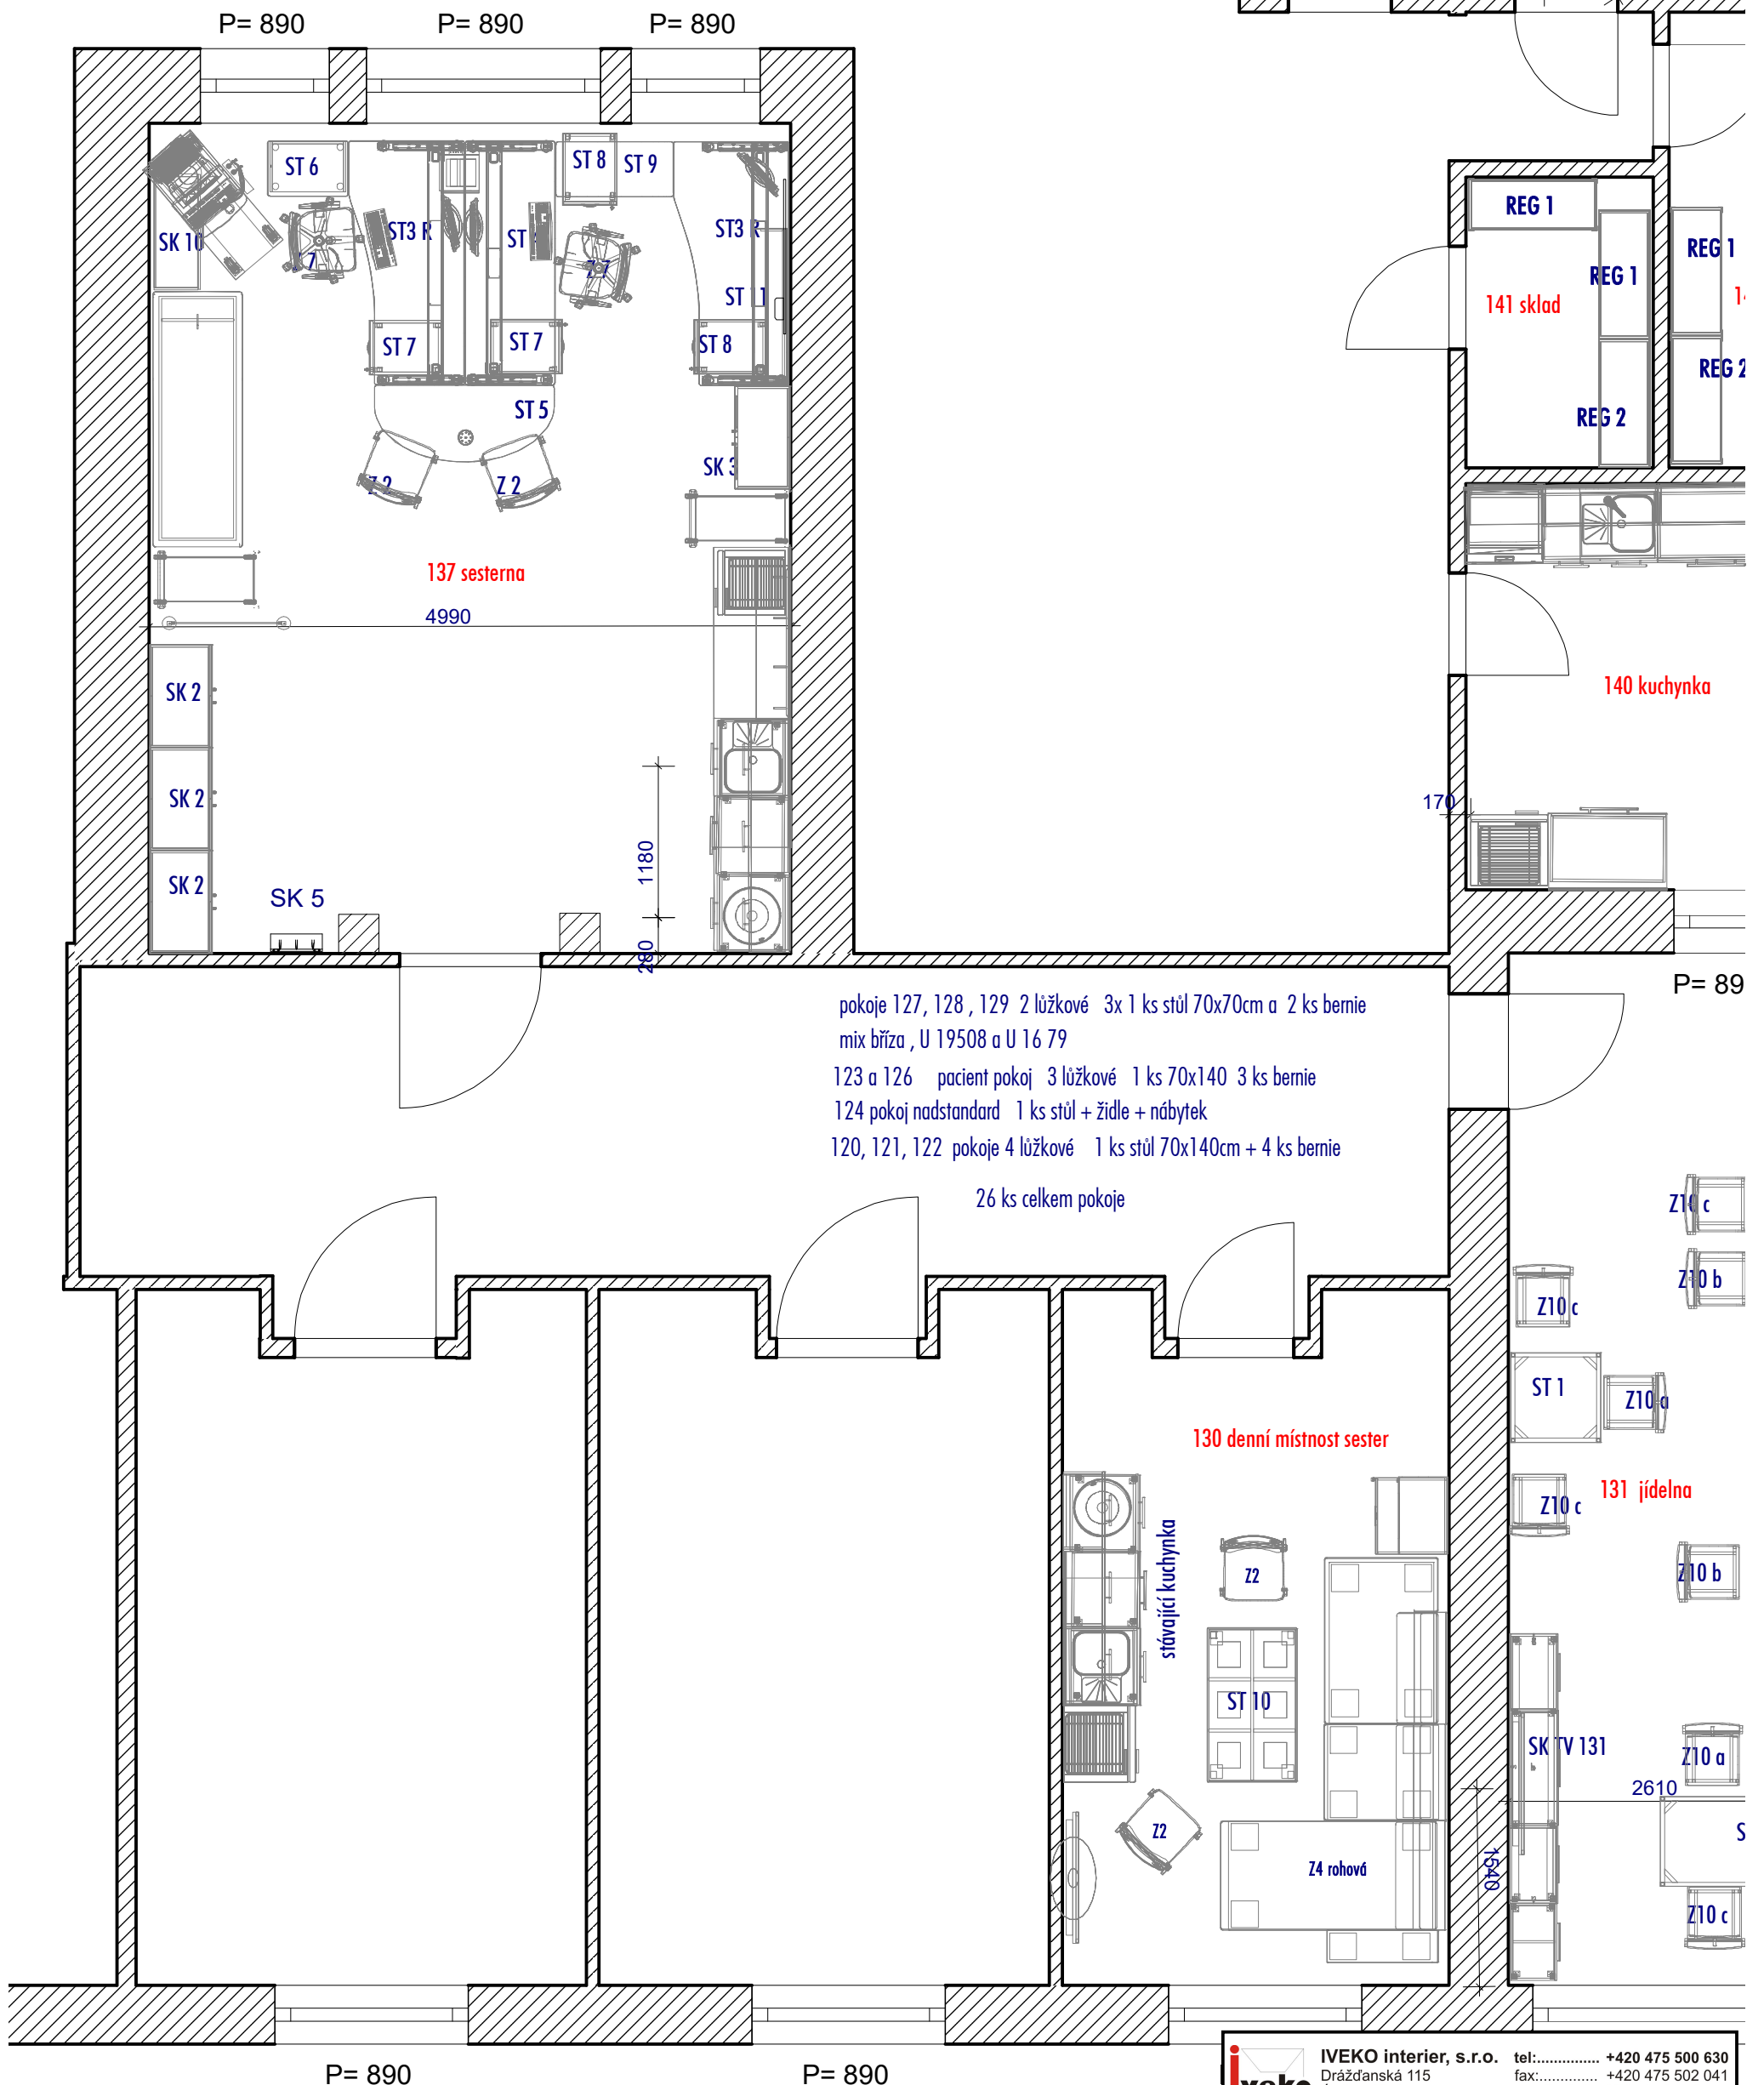 P= 890
P= 890
P= 890
ST 6
ST 8
ST 9
SK 10
ST3 R
ST3 R
ST 11
ST 7
ST 7
ST 8
ST 5
SK 3
Z 2
Z 2
137 sesterna
4990
SK 2
SK 2
SK 2
SK 5
1180
REG 1
REG 1
REG 1
141 sklad
REG 2
REG 2
140 kuchynka
170
P= 89
pokoje 127, 128 , 129 2 lůžkové 3x 1 ks stůl 70x70cm a 2 ks bernie
mix bříza , U 19508 a U 16 79
123 a 126 pacient pokoj 3 lůžkové 1 ks 70x140 3 ks bernie
124 pokoj nadstandard 1 ks stůl + židle + nábytek
120, 121, 122 pokoje 4 lůžkové 1 ks stůl 70x140cm + 4 ks bernie
26 ks celkem pokoje
Z10 c
Z10 b
Z10 c
ST 1
Z10 a
130 denní místnost sester
131 jídelna
Z10 c
stávající kuchynka
Z2
Z10 b
ST 10
SK TV 131
Z10 a
2610
Z2
Z4 rohová
1540
Z10 c
P= 890
P= 890
iveko
IVEKO interier, s.r.o. tel:............... +420 475 500 630
Drážďanská 115 fax:.............. +420 475 502 041